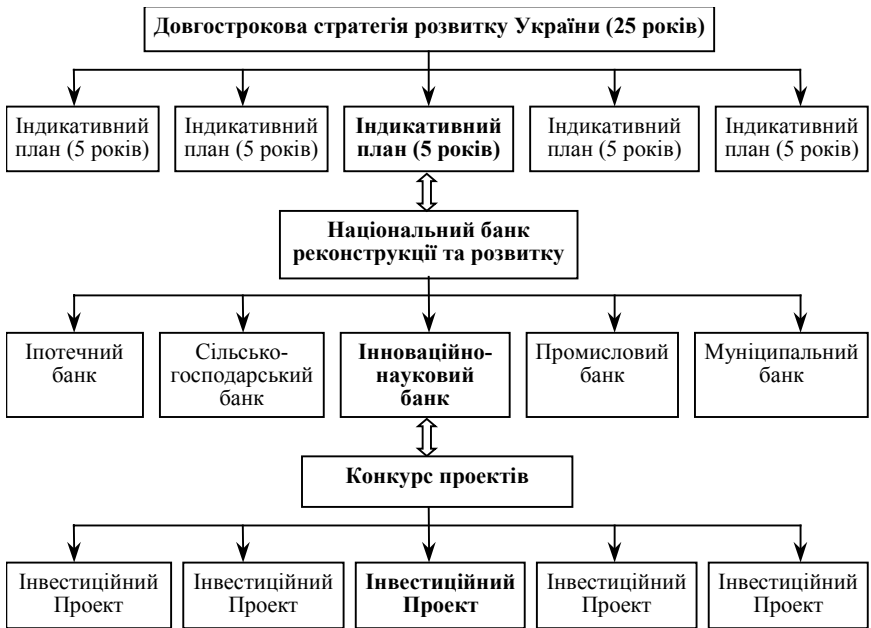 Довгострокова стратегія розвитку України (25 років)
Індикативний
план (5 років)
Індикативний
план (5 років)
Індикативний
план (5 років)
Індикативний
план (5 років)
Індикативний
план (5 років)
Національний банк
реконструкції та розвитку
Іпотечний
банк
Сільсько-
господарський
банк
Інноваційно-
науковий
банк
Промисловий
банк
Муніципальний
банк
Конкурс проектів
Інвестиційний
Проект
Інвестиційний
Проект
Інвестиційний
Проект
Інвестиційний
Проект
Інвестиційний
Проект